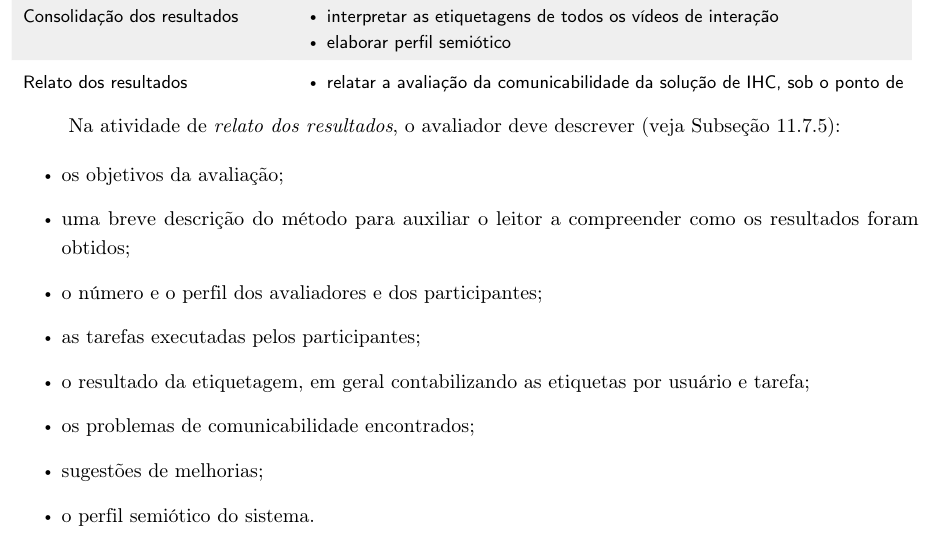 Consolidação dos resultados • interpretar as etiquetagens de todos os vídeos de interação
• elaborar perfil semiótico
Relato dos resultados • relatar a avaliação da comunicabilidade da solução de IHC, sob o ponto de
Na atividade de relato dos resultados, o avaliador deve descrever (veja Subseção 11.7.5):
• os objetivos da avaliação;
• uma breve descrição do método para auxiliar o leitor a compreender como os resultados foram
obtidos;
• o número e o perfil dos avaliadores e dos participantes;
• as tarefas executadas pelos participantes;
• o resultado da etiquetagem, em geral contabilizando as etiquetas por usuário e tarefa;
• os problemas de comunicabilidade encontrados;
• sugestões de melhorias;
• o perfil semiótico do sistema.